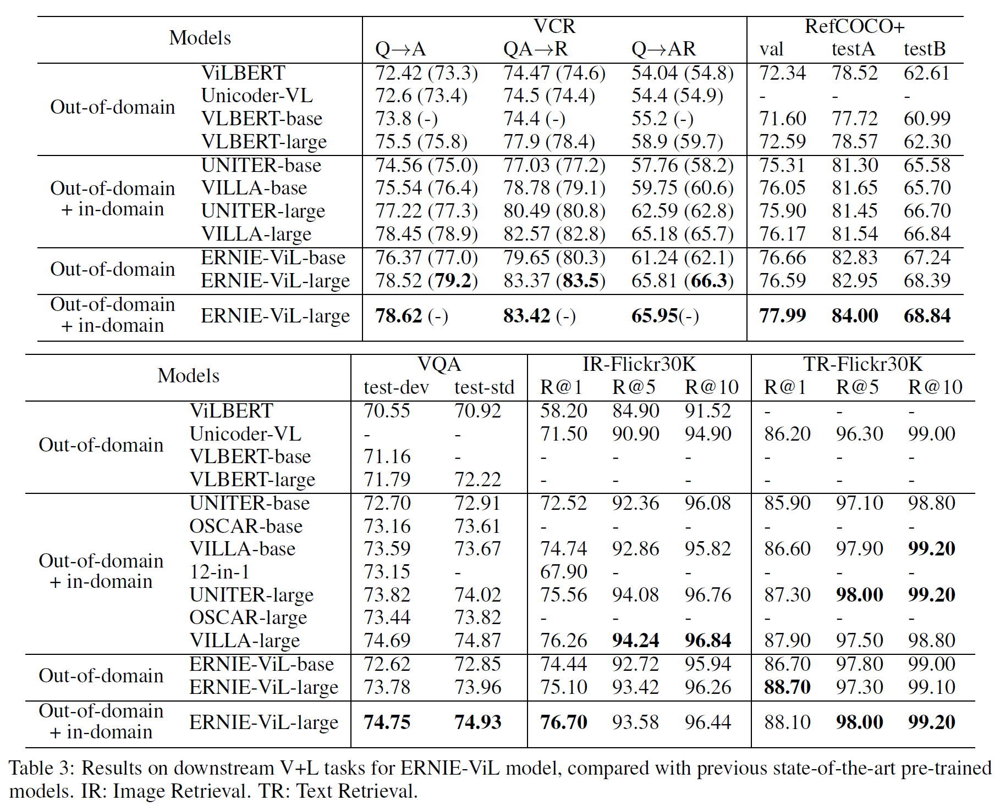 Models VCR RefCOCO+
Q→A QA→R Q→AR val testA testB
Out-of-domain ViLBERT 72.42 (73.3) 74.47 (74.6) 54.04 (54.8) 72.34 78.52 62.61
Unicoder-VL 72.6 (73.4) 74.5 (74.4) 54.4 (54.9) - - -
VLBERT-base 73.8 (-) 74.4 (-) 55.2 (-) 71.60 77.72 60.99
VLBERT-large 75.5 (75.8) 77.9 (78.4) 58.9 (59.7) 72.59 78.57 62.30
Out-of-domain + in-domain UNITER-base 74.56 (75.0) 77.03 (77.2) 57.76 (58.2) 75.31 81.30 65.58
VILLA-base 75.54 (76.4) 78.78 (79.1) 59.75 (60.6) 76.05 81.65 65.70
UNITER-large 77.22 (77.3) 80.49 (80.8) 62.59 (62.8) 75.90 81.45 66.70
VILLA-large 78.45 (78.9) 82.57 (82.8) 65.18 (65.7) 76.17 81.54 66.84
Out-of-domain ERNIE-ViL-base 76.37 (77.0) 79.65 (80.3) 61.24 (62.1) 76.66 82.83 67.24
ERNIE-ViL-large 78.52 (79.2) 83.37 (83.5) 65.81 (66.3) 76.59 82.95 68.39
Out-of-domain + in-domain ERNIE-ViL-large 78.62 (-) 83.42 (-) 65.95(-) 77.99 84.00 68.84
Models VQA IR-Flickr30K TR-Flickr30K
test-dev test-std R@1 R@5 R@10 R@1 R@5 R@10
Out-of-domain ViLBERT 70.55 70.92 58.20 84.90 91.52 - - -
Unicoder-VL - - 71.50 90.90 94.90 86.20 96.30 99.00
VLBERT-base 71.16 - - - - - - -
VLBERT-large 71.79 72.22 - - - - - -
Out-of-domain + in-domain UNITER-base 72.70 72.91 72.52 92.36 96.08 85.90 97.10 98.80
OSCAR-base 73.16 73.61 - - - - - -
VILLA-base 73.59 73.67 74.74 92.86 95.82 86.60 97.90 99.20
12-in-1 73.15 - 67.90 - - - - -
UNITER-large 73.82 74.02 75.56 94.08 96.76 87.30 98.00 99.20
OSCAR-large 73.44 73.82 - - - - - -
VILLA-large 74.69 74.87 76.26 94.24 96.84 87.90 97.50 98.80
Out-of-domain ERNIE-ViL-base 72.62 72.85 74.44 92.72 95.94 86.70 97.80 99.00
ERNIE-ViL-large 73.78 73.96 75.10 93.42 96.26 88.70 97.30 99.10
Out-of-domain + in-domain ERNIE-ViL-large 74.75 74.93 76.70 93.58 96.44 88.10 98.00 99.20
Table 3: Results on downstream V+L tasks for ERNIE-ViL model, compared with previous state-of-the-art pre-trained
models. IR: Image Retrieval. TR: Text Retrieval.